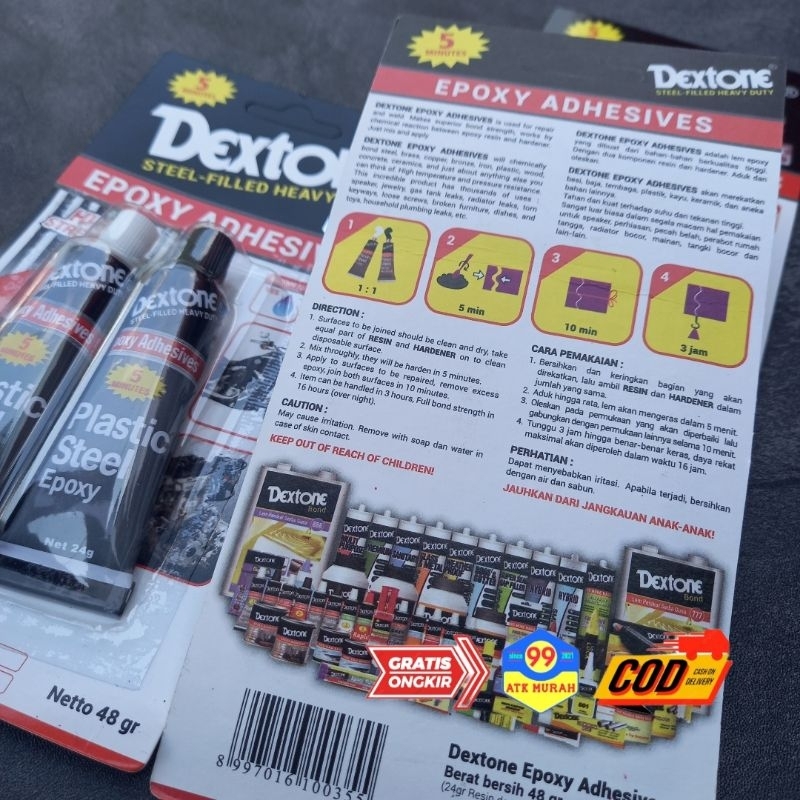 5
MINUTES
Dexto
STEEL-FILLED HEAVY
EPOXY ADHESIVES
Dextone
STEEL-FILLED HEAVY DUTY
Epoxy Adhesives
5
MINUTES
Plastic
Steel
Epoxy
Net 24g
Dextone
STEEL-FILLED HEAVY DUTY
Epoxy Adhesives
5
MINUTES
Netto 48 gr
5
MINUTES
Dextone
STEEL-FILLED HEAVY DUTY
EPOXY ADHESIVES
DEXTONE EPOXY ADHESIVES is used for repair
and weld. Makes superior bond strength, works by
chemical reaction between epoxy resin and hardener.
Just mix and apply.
DEXTONE EPOXY ADHESIVES will chemically
bond steel, brass, copper, bronze, iron, plastic, wood,
concrete, ceramics, and just about anything else you
can think of. High temperature and pressure resistence.
This incredible product has thousands of uses :
speaker, jewelry, gas tank leaks, radiator leaks, torn
keyways, loose screws, broken furniture, dishes, and
toys, household plumbing leaks, etc.
DEXTONE EPOXY ADHESIVES adalah lem epoxy
yang dibuat dari bahan-bahan berkualitas tinggi.
Dengan dua komponen resin dan hardener. Aduk dan
oleskan.
DEXTONE EPOXY ADHESIVES akan merekatkan
besi, baja, tembaga, plastik, kayu, keramik, dan aneka
bahan lainnya.
Tahan dan kuat terhadap suhu dan tekanan tinggi.
Sangat luar biasa dalam segala macam hal pemakaian
untuk speaker, perhiasan, pecah belah, perabot rumah
tangga, radiator bocor, mainan, tangki bocor dan
lain-lain.
1
1 : 1
2
5 min
3
10 min
4
3 jam
DIRECTION :
1. Surfaces to be joined should be clean and dry, take
equal part of RESIN and HARDENER on to clean
disposable surface.
2. Mix throughly, they will be harden in 5 minutes.
3. Apply to surfaces to be repaired, remove excess
epoxy, join both surfaces in 10 minutes.
4. Item can be handled in 3 hours. Full bond strength in
16 hours (over night).
CAUTION :
May cause irritation. Remove with soap dan water in
case of skin contact.
KEEP OUT OF REACH OF CHILDREN!
CARA PEMAKAIAN :
1. Bersihkan dan keringkan bagian yang akan
direkatkan, lalu ambil RESIN dan HARDENER dalam
jumlah yang sama.
2. Aduk hingga rata, lem akan mengeras dalam 5 menit.
3. Oleskan pada permukaan yang akan diperbaiki lalu
gabungkan dengan permukaan lainnya selama 10 menit.
4. Tunggu 3 jam hingga benar-benar keras, daya rekat
maksimal akan diperoleh dalam waktu 16 jam.
PERHATIAN :
Dapat menyebabkan iritasi. Apabila terjadi, bersihkan
dengan air dan sabun.
JAUHKAN DARI JANGKAUAN ANAK-ANAK!
Dextone
Bond
Dextone
Bond
777
GRATIS
ONGKIR
since 99 2021
ATK MURAH
COD
CASH ON
DELIVERY
8 997016 100355
Dextone Epoxy Adhesive
Berat bersih 48 gr